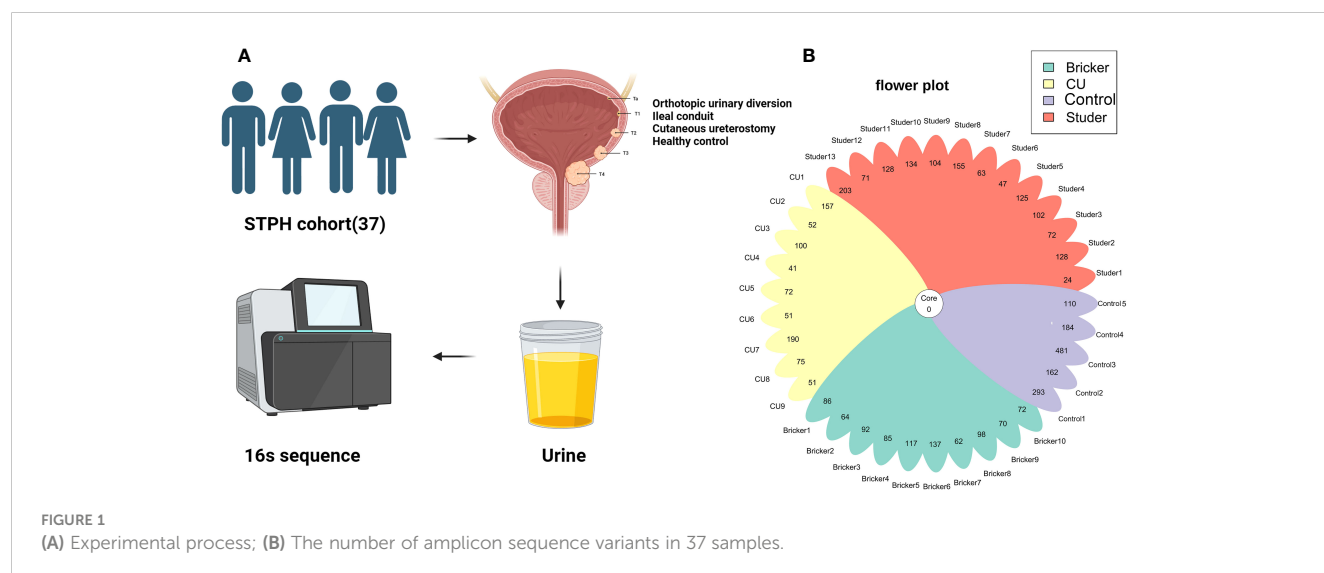 A
Ta
T1
T2
T3
T4
Orthotopic urinary diversion
Ileal conduit
Cutaneous ureterostomy
Healthy control
STPH cohort(37)
16s sequence
Urine
B
flower plot
Bricker
CU
Control
Studer
Studer13
Studer12
Studer11
Studer10
Studer9
Studer8
Studer7
Studer6
Studer5
Studer4
Studer3
Studer2
Studer1
203
71
128
134
104
155
63
47
125
102
72
128
24
Control5
Control4
Control3
Control2
Control1
110
184
481
162
293
CU1
CU2
CU3
CU4
CU5
CU6
CU7
CU8
CU9
157
52
100
41
72
51
190
75
51
Core
0
86
64
92
85
117
137
62
98
70
72
Bricker1
Bricker2
Bricker3
Bricker4
Bricker5
Bricker6
Bricker7
Bricker8
Bricker9
Bricker10
FIGURE 1
(A) Experimental process; (B) The number of amplicon sequence variants in 37 samples.